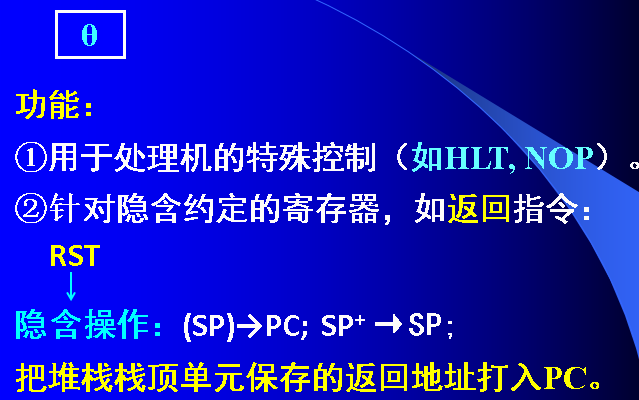 θ
功能：
①用于处理机的特殊控制（如HLT, NOP）。
②针对隐含约定的寄存器，如返回指令：
RST
↓
隐含操作：(SP)→PC; SP⁺ → SP;
把堆栈栈顶单元保存的返回地址打入PC。